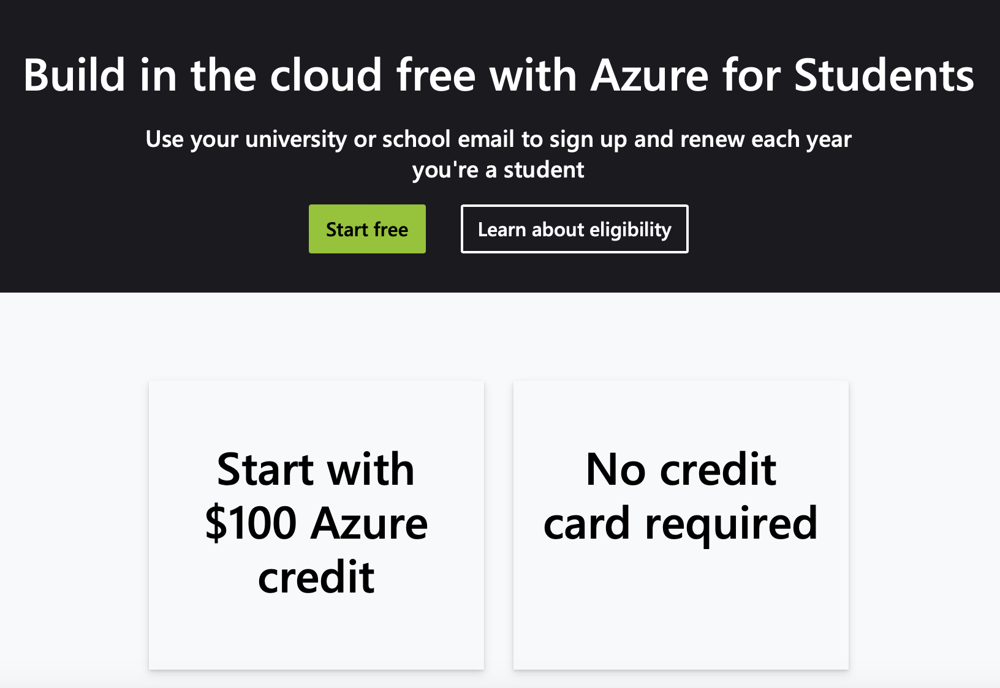 Build in the cloud free with Azure for Students
Use your university or school email to sign up and renew each year
you're a student
Start free
Learn about eligibility
Start with
$100 Azure
credit
No credit
card required